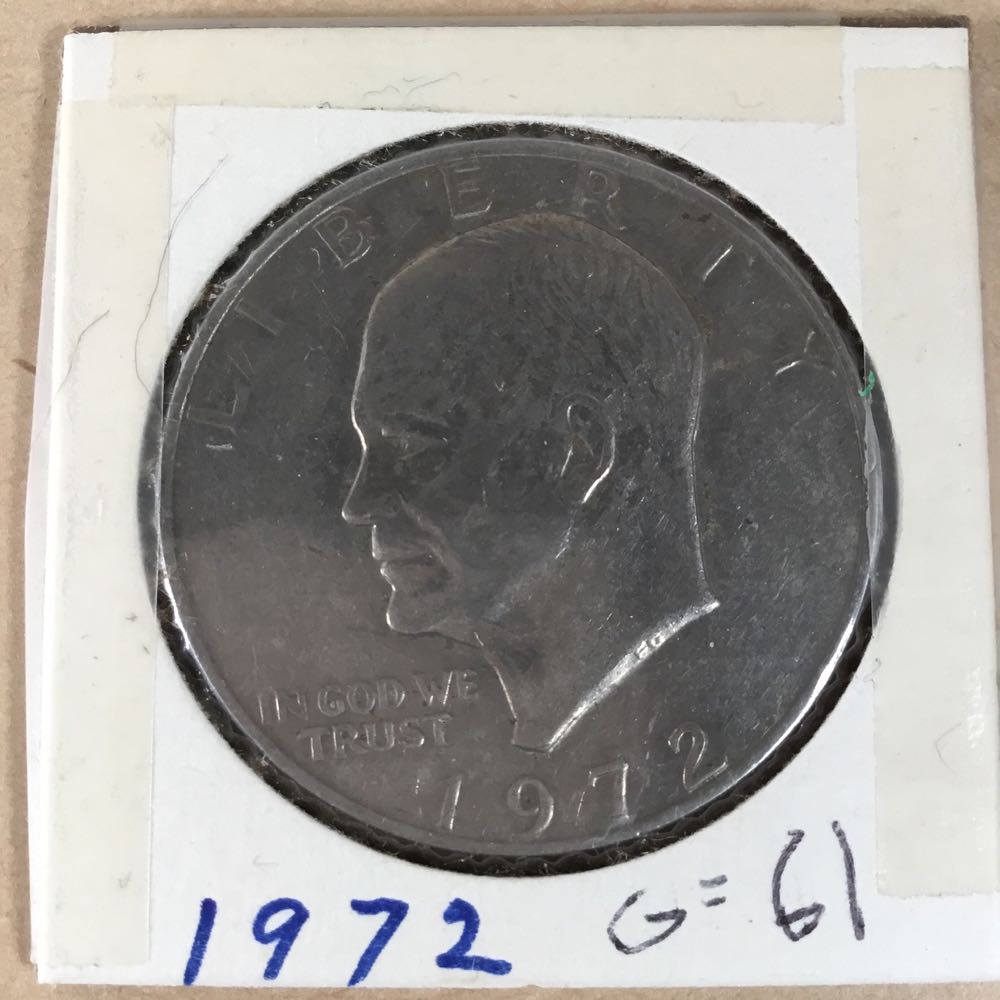 LIBERTY
IN GOD WE
TRUST
1972
1972 G=61